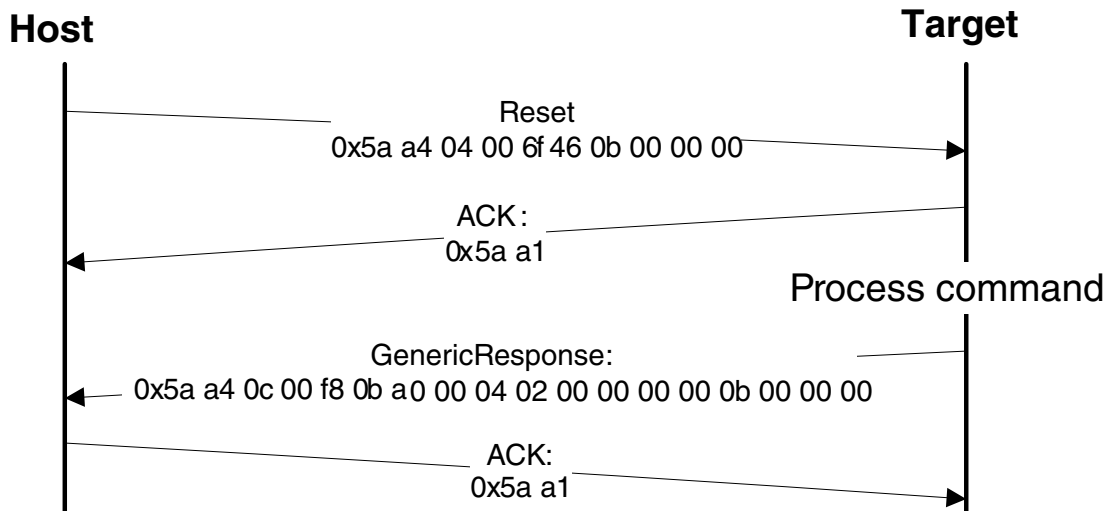 Host
Target
Reset
0x5a a4 04 00 6f 46 0b 00 00 00
ACK:
0x5a a1
Process command
GenericResponse:
0x5a a4 0c 00 f8 0b a0 00 04 02 00 00 00 00 0b 00 00 00
ACK:
0x5a a1